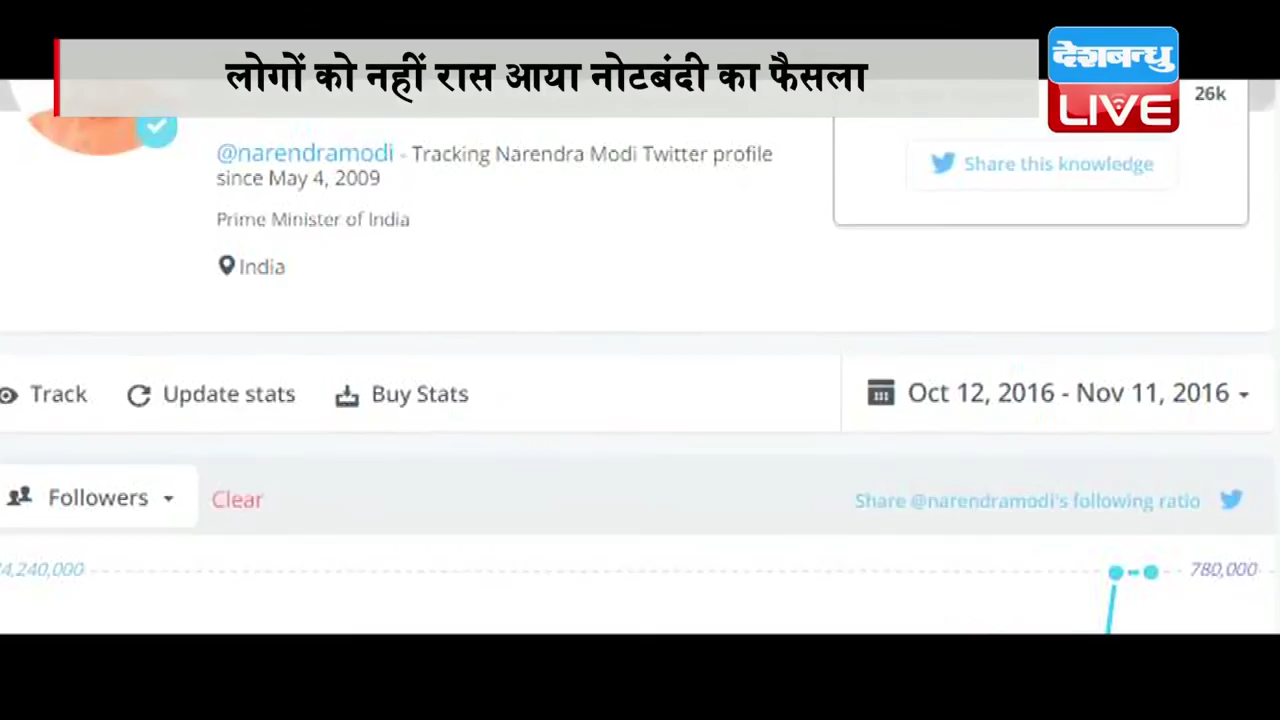 लोगों को नहीं रास आया नोटबंदी का फैसला
देशबन्धु
LIVE
26k
@narendramodi - Tracking Narendra Modi Twitter profile
since May 4, 2009
Share this knowledge
Prime Minister of India
India
Track Update stats Buy Stats Oct 12, 2016 - Nov 11, 2016
Followers Clear Share @narendramodi's following ratio
4,240,000 780,000